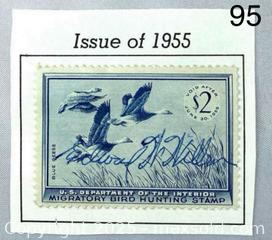 95
Issue of 1955
VOID AFTER
$2
JUNE 30, 1956
BLUE GEESE
U.S. DEPARTMENT OF THE INTERIOR
MIGRATORY BIRD HUNTING STAMP